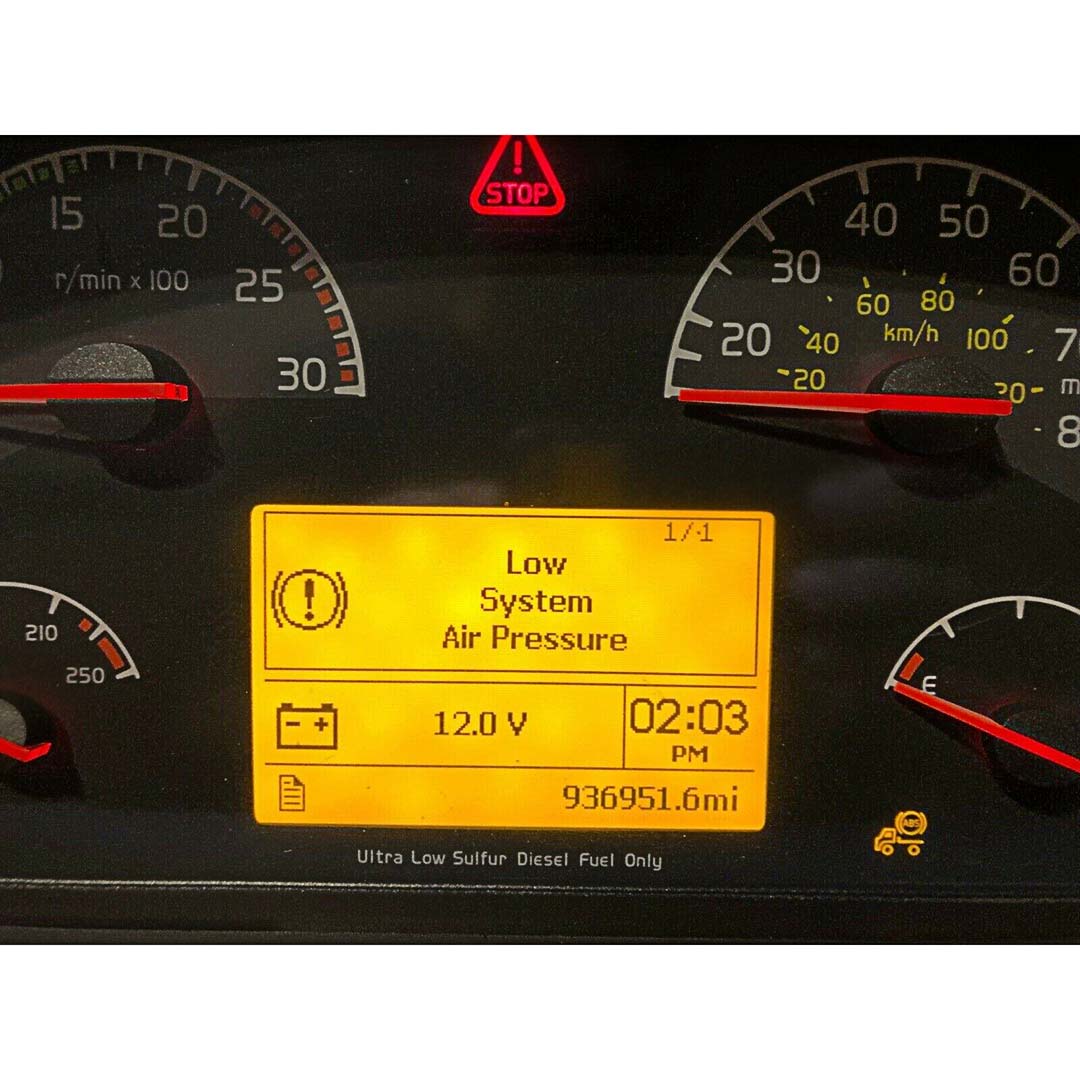 STOP
15
20
25
30
r/min x 100
20
30
40
50
60
20
40
60
80
100
km/h
210
250
1/1
Low
System
Air Pressure
12.0 V
02:03
PM
936951.6mi
E
ABS
Ultra Low Sulfur Diesel Fuel Only